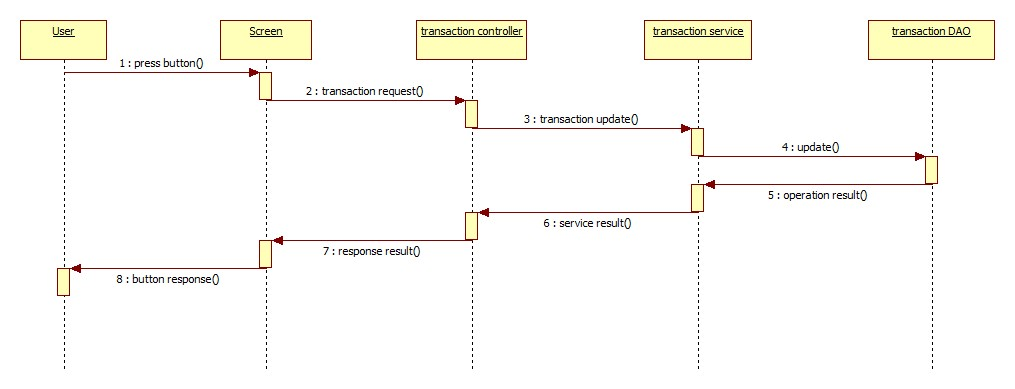 User
Screen
transaction controller
transaction service
transaction DAO
1 : press button()
2 : transaction request()
3 : transaction update()
4 : update()
5 : operation result()
6 : service result()
7 : response result()
8 : button response()